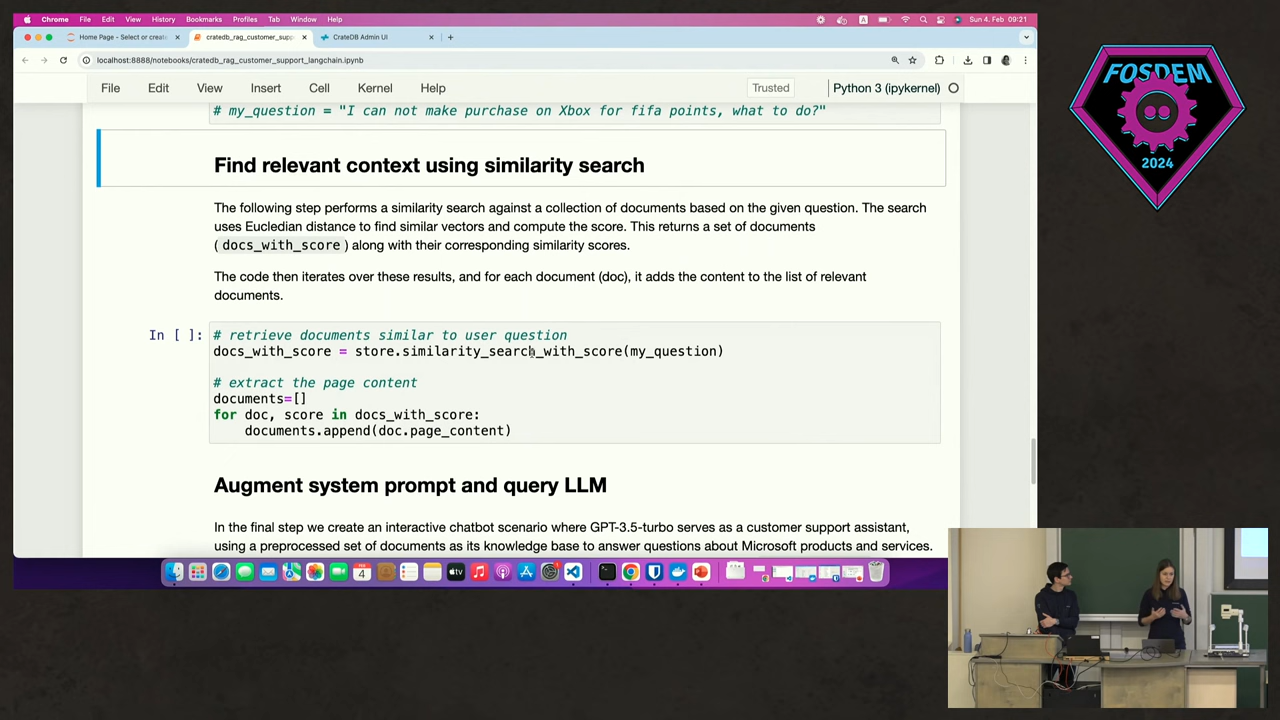 Chrome File Edit View History Bookmarks Profiles Tab Window Help
A
Sun 4. Feb 09:21
Home Page - Select or create
cratedb_rag_customer_supp
CrateDB Admin UI
localhost:8888/notebooks/cratedb_rag_customer_support_langchain.ipynb
File Edit View Insert Cell Kernel Help
Trusted
Python 3 (ipykernel)
# my_question = "I can not make purchase on Xbox for fifa points, what to do?"
Find relevant context using similarity search
The following step performs a similarity search against a collection of documents based on the given question. The search
uses Eucledian distance to find similar vectors and compute the score. This returns a set of documents
( docs_with_score ) along with their corresponding similarity scores.
The code then iterates over these results, and for each document (doc), it adds the content to the list of relevant
documents.
In [ ]:
# retrieve documents similar to user question
docs_with_score = store.similarity_search_with_score(my_question)
# extract the page content
documents=[]
for doc, score in docs_with_score:
documents.append(doc.page_content)
Augment system prompt and query LLM
In the final step we create an interactive chatbot scenario where GPT-3.5-turbo serves as a customer support assistant,
using a preprocessed set of documents as its knowledge base to answer questions about Microsoft products and services.
FEB
4
tv
FOSDEM
2024